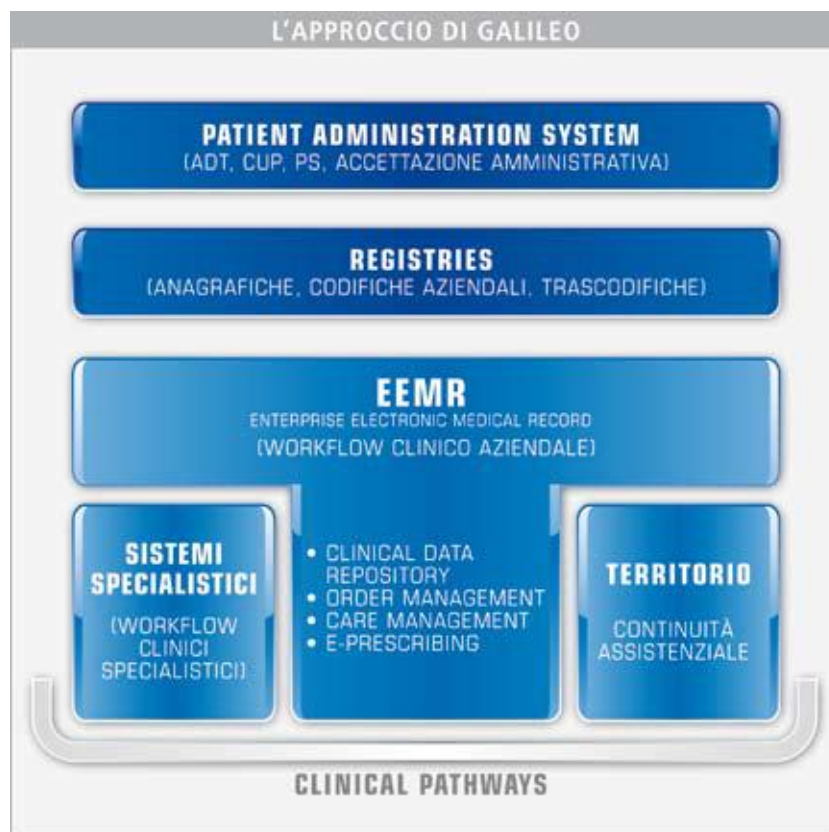 L'APPROCCIO DI GALILEO
PATIENT ADMINISTRATION SYSTEM
(ADT, CUP, PS, ACCETTAZIONE AMMINISTRATIVA)
REGISTRIES
(ANAGRAFICHE, CODIFICHE AZIENDALI, TRASCODIFICHE)
EEMR
ENTERPRISE ELECTRONIC MEDICAL RECORD
(WORKFLOW CLINICO AZIENDALE)
SISTEMI
SPECIALISTICI
(WORKFLOW
CLINICI
SPECIALISTICI)
• CLINICAL DATA
REPOSITORY
• ORDER MANAGEMENT
• CARE MANAGEMENT
• E-PRESCRIBING
TERRITORIO
CONTINUITÀ
ASSISTENZIALE
CLINICAL PATHWAYS